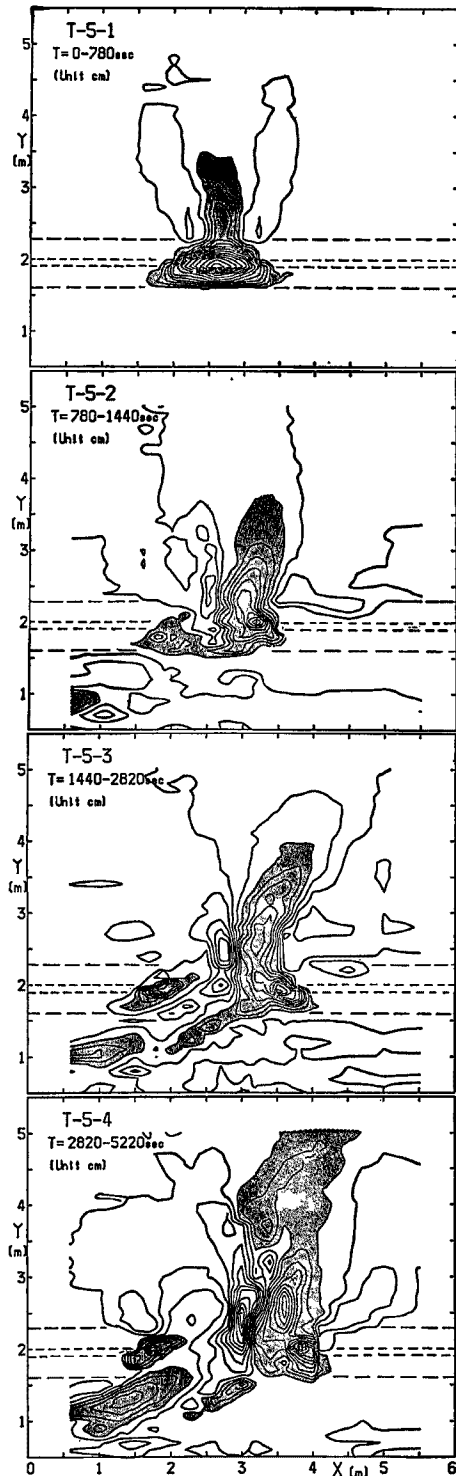 T-5-1
T=0-780sec
(Unit cm)
5
4
Y
(m)
3
2
1
T-5-2
T=780-1440sec
(Unit cm)
5
4
Y
(m)
3
2
1
T-5-3
T=1440-2820sec
(Unit cm)
5
4
Y
(m)
3
2
1
T-5-4
T=2820-5220sec
(Unit cm)
5
4
Y
(m)
3
2
1
0 1 2 3 4 X (m) 5 6